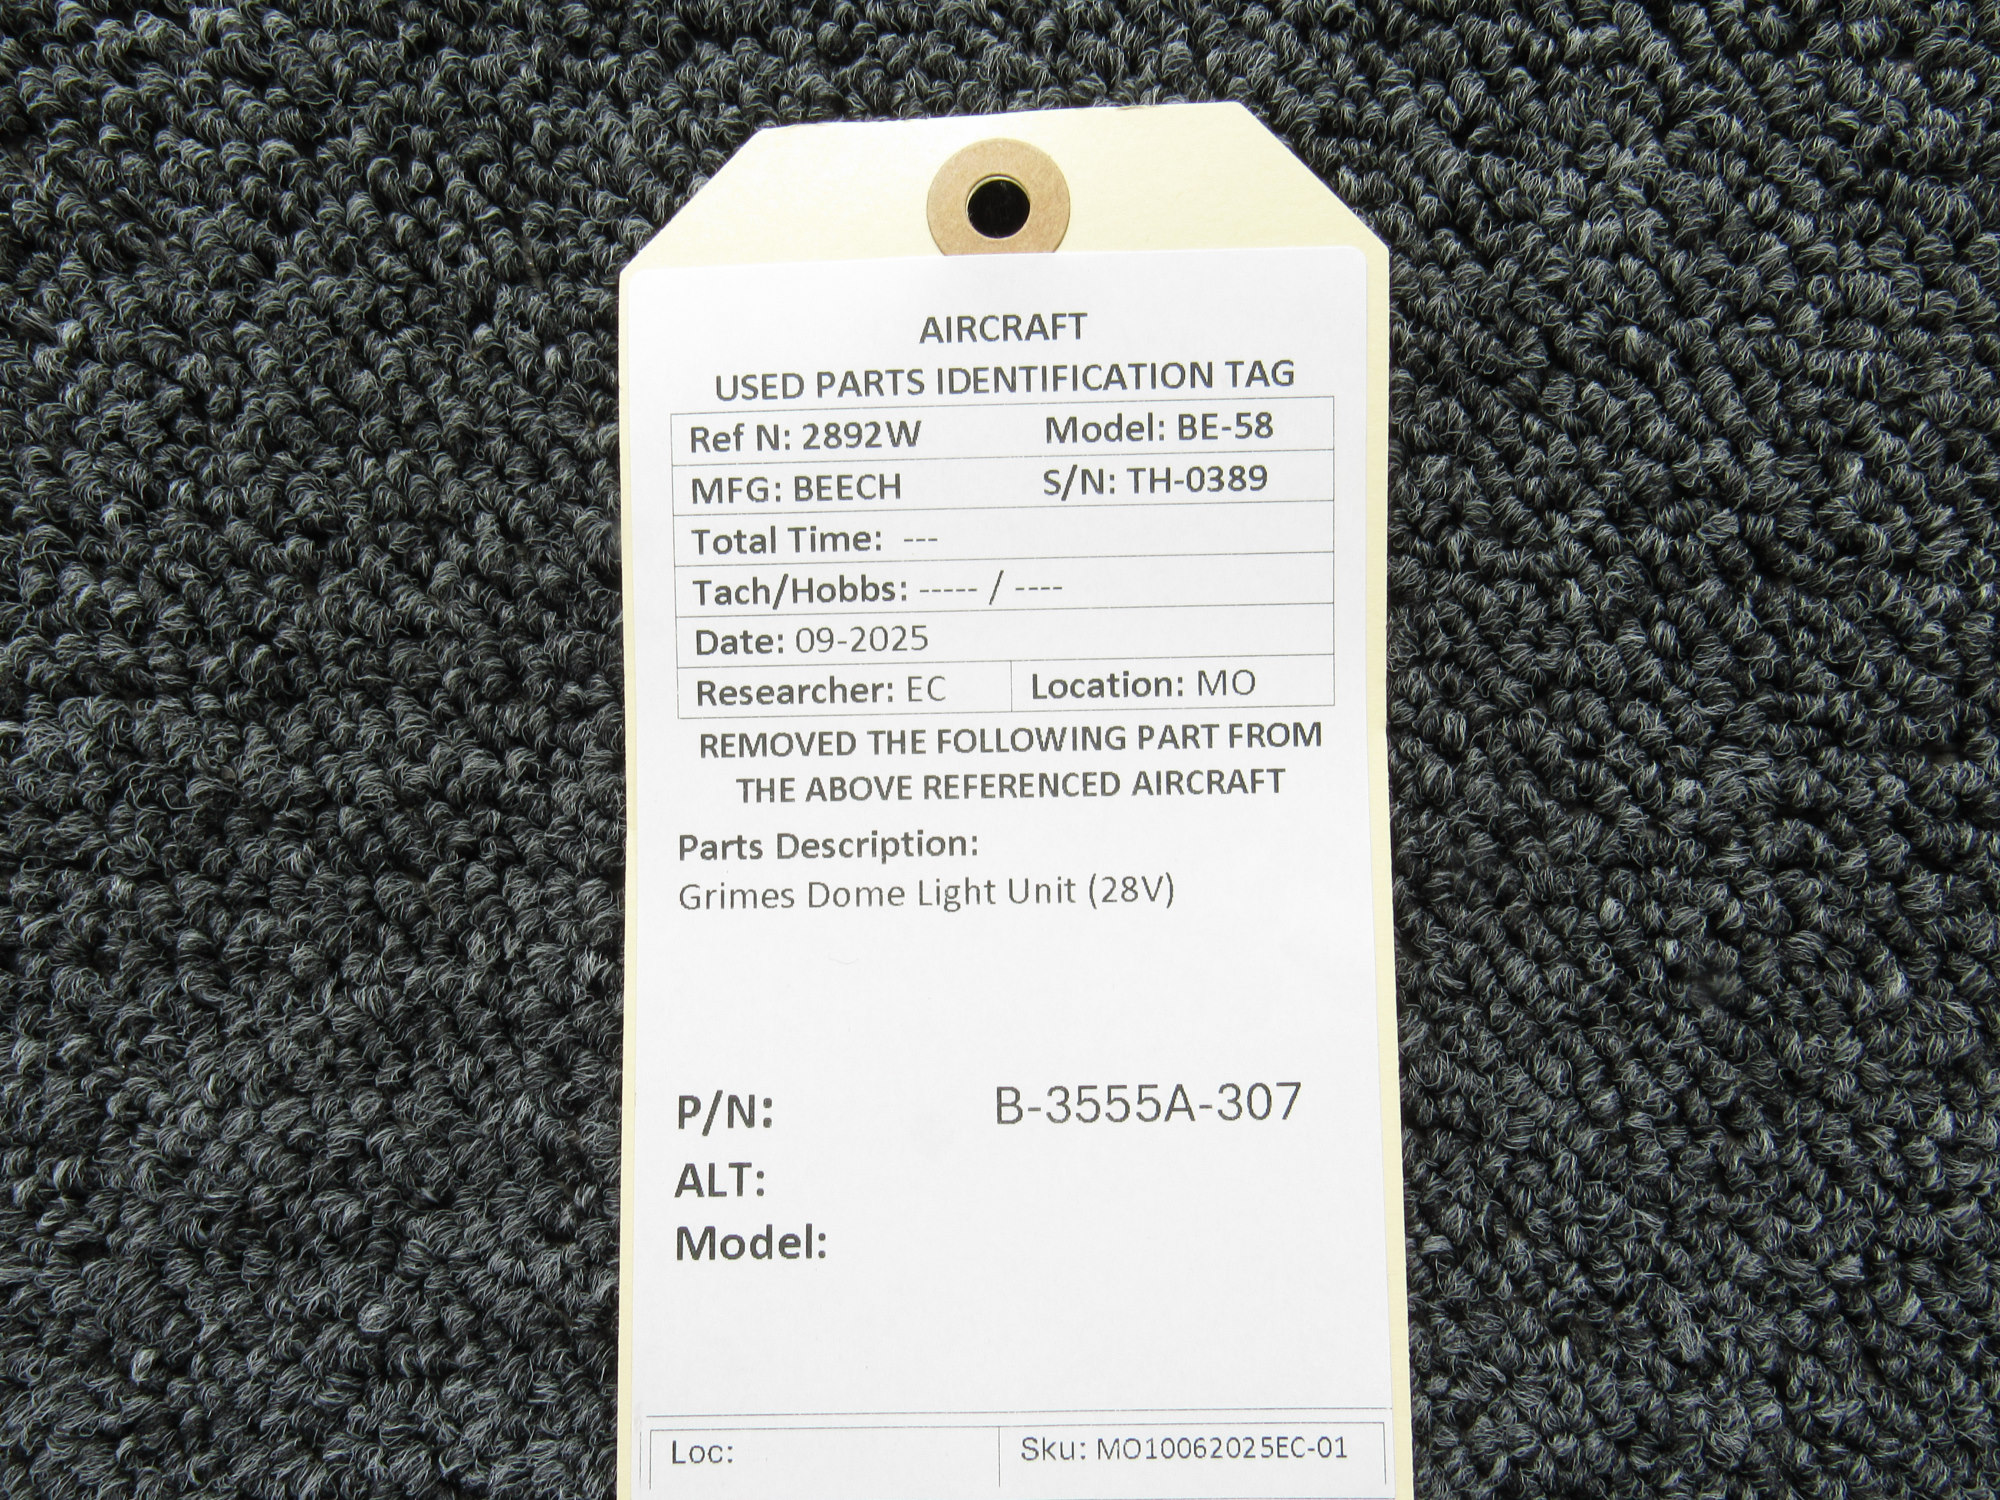 AIRCRAFT
USED PARTS IDENTIFICATION TAG
Ref N: 2892W Model: BE-58
MFG: BEECH S/N: TH-0389
Total Time: ---
Tach/Hobbs: ----- / ----
Date: 09-2025
Researcher: EC Location: MO
REMOVED THE FOLLOWING PART FROM
THE ABOVE REFERENCED AIRCRAFT
Parts Description:
Grimes Dome Light Unit (28V)
P/N: B-3555A-307
ALT:
Model:
Loc: Sku: MO10062025EC-01